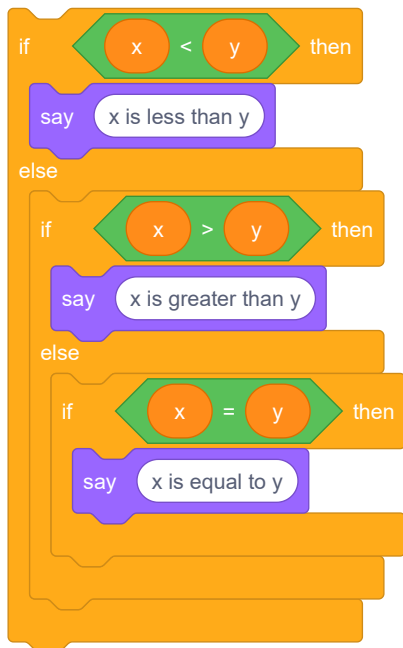 if x < y then
say x is less than y
else
if x > y then
say x is greater than y
else
if x = y then
say x is equal to y